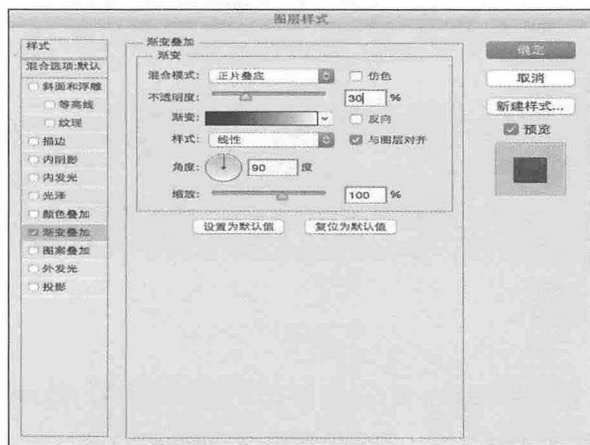 图层样式
样式
混合选项:默认
斜面和浮雕
等高线
纹理
描边
内阴影
内发光
光泽
颜色叠加
渐变叠加
图案叠加
外发光
投影
渐变叠加
渐变
混合模式: 正片叠底 仿色
不透明度: 30 %
渐变: 反向
样式: 线性 与图层对齐
角度: 90 度
缩放: 100 %
设置为默认值 复位为默认值
确定
取消
新建样式...
预览